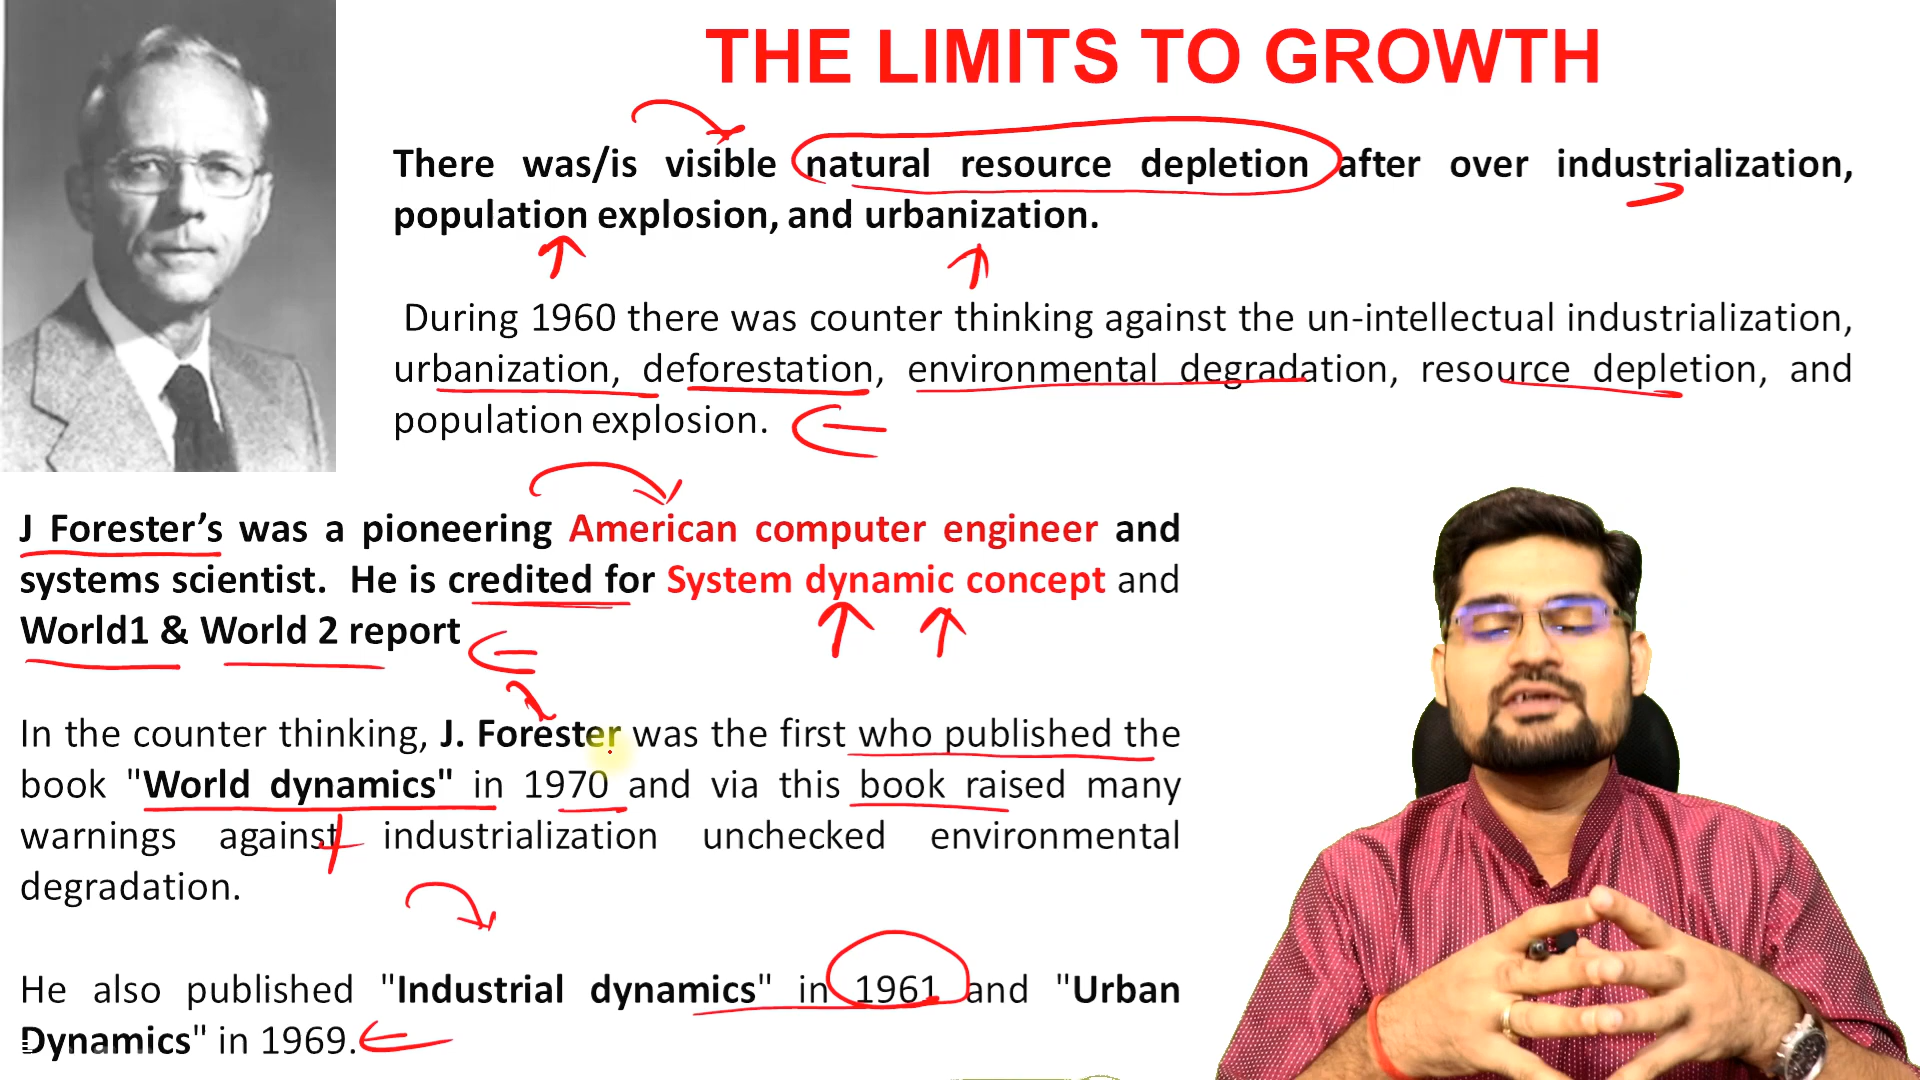 THE LIMITS TO GROWTH
There was/is visible natural resource depletion after over industrialization,
population explosion, and urbanization.
During 1960 there was counter thinking against the un-intellectual industrialization,
urbanization, deforestation, environmental degradation, resource depletion, and
population explosion.
J Forester’s was a pioneering American computer engineer and
systems scientist. He is credited for System dynamic concept and
World1 & World 2 report
In the counter thinking, J. Forester was the first who published the
book "World dynamics" in 1970 and via this book raised many
warnings against industrialization unchecked environmental
degradation.
He also published "Industrial dynamics" in 1961 and "Urban
Dynamics" in 1969.